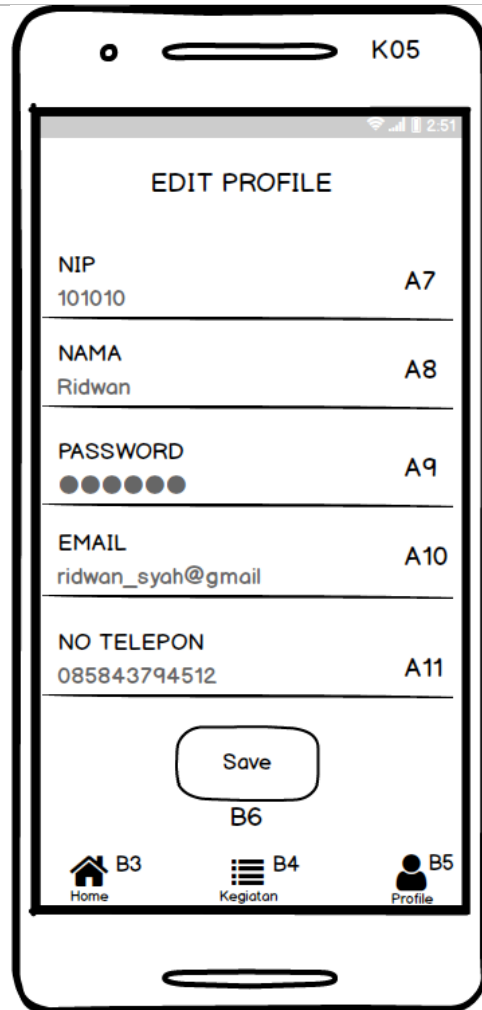 K05
2:51
EDIT PROFILE
NIP
101010
A7
NAMA
Ridwan
A8
PASSWORD
●●●●●●
A9
EMAIL
ridwan_syah@gmail
A10
NO TELEPON
085843794512
A11
Save
B6
B3
B4
B5
Home
Kegiatan
Profile